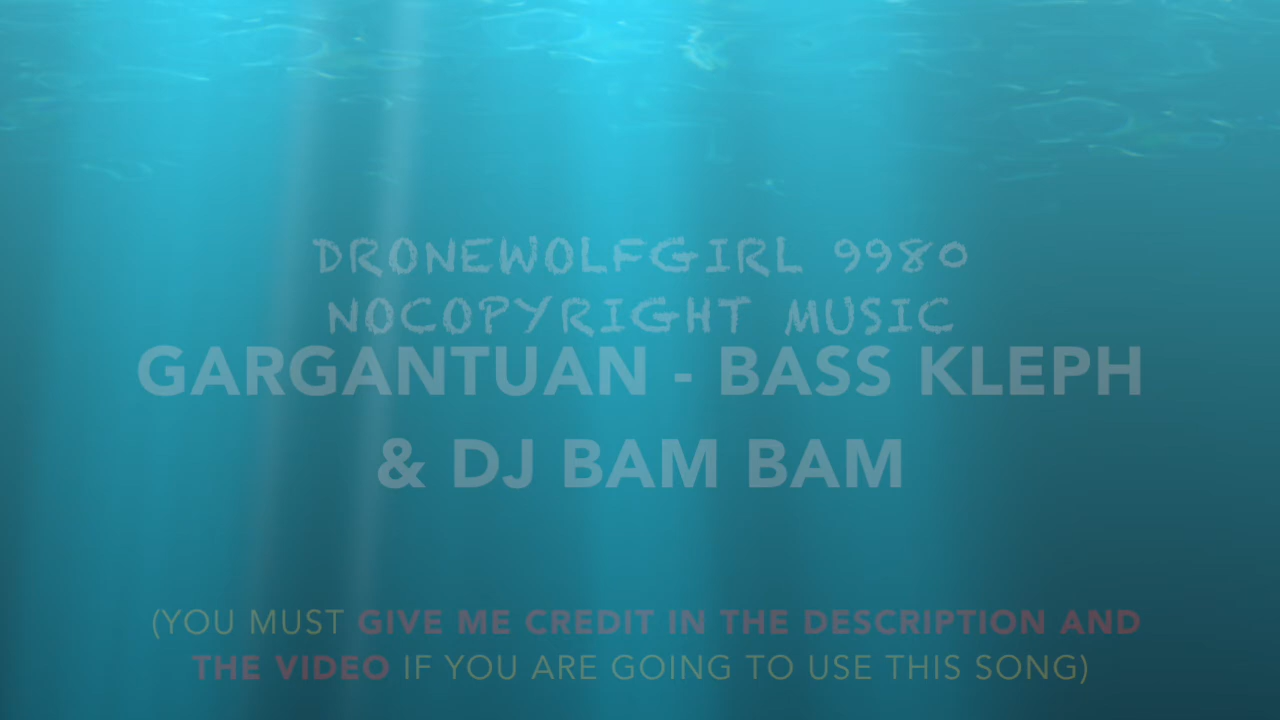 DRONEWOLFGIRL 9980
NOCOPYRIGHT MUSIC
GARGANTUAN - BASS KLEPH
& DJ BAM BAM
(YOU MUST GIVE ME CREDIT IN THE DESCRIPTION AND
THE VIDEO IF YOU ARE GOING TO USE THIS SONG)